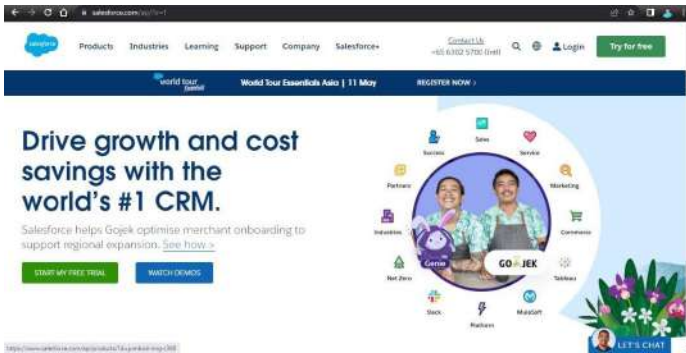 salesforce.com/ap/?ir=1
salesforce
Products Industries Learning Support Company Salesforce+
Contact Us
Login
Try for free
world tour
World Tour Essentials Asia | 11 May
REGISTER NOW >
Drive growth and cost
savings with the
world's #1 CRM.
Salesforce helps Gojek optimise merchant onboarding to
support regional expansion. See how >
START MY FREE TRIAL
WATCH DEMOS
Sales
Success
Service
Partners
Marketing
Industries
Commerce
Genie
GOJEK
Net Zero
Tableau
Slack
MuleSoft
Platform
LET'S CHAT